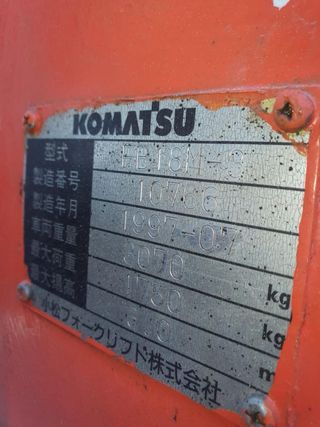 KOMATSU
型式
製造番号
製造年月 1997-07
車両重量 3070 kg
最大荷重 1750 kg
最大揚高 m
小松フォークリフト株式会社